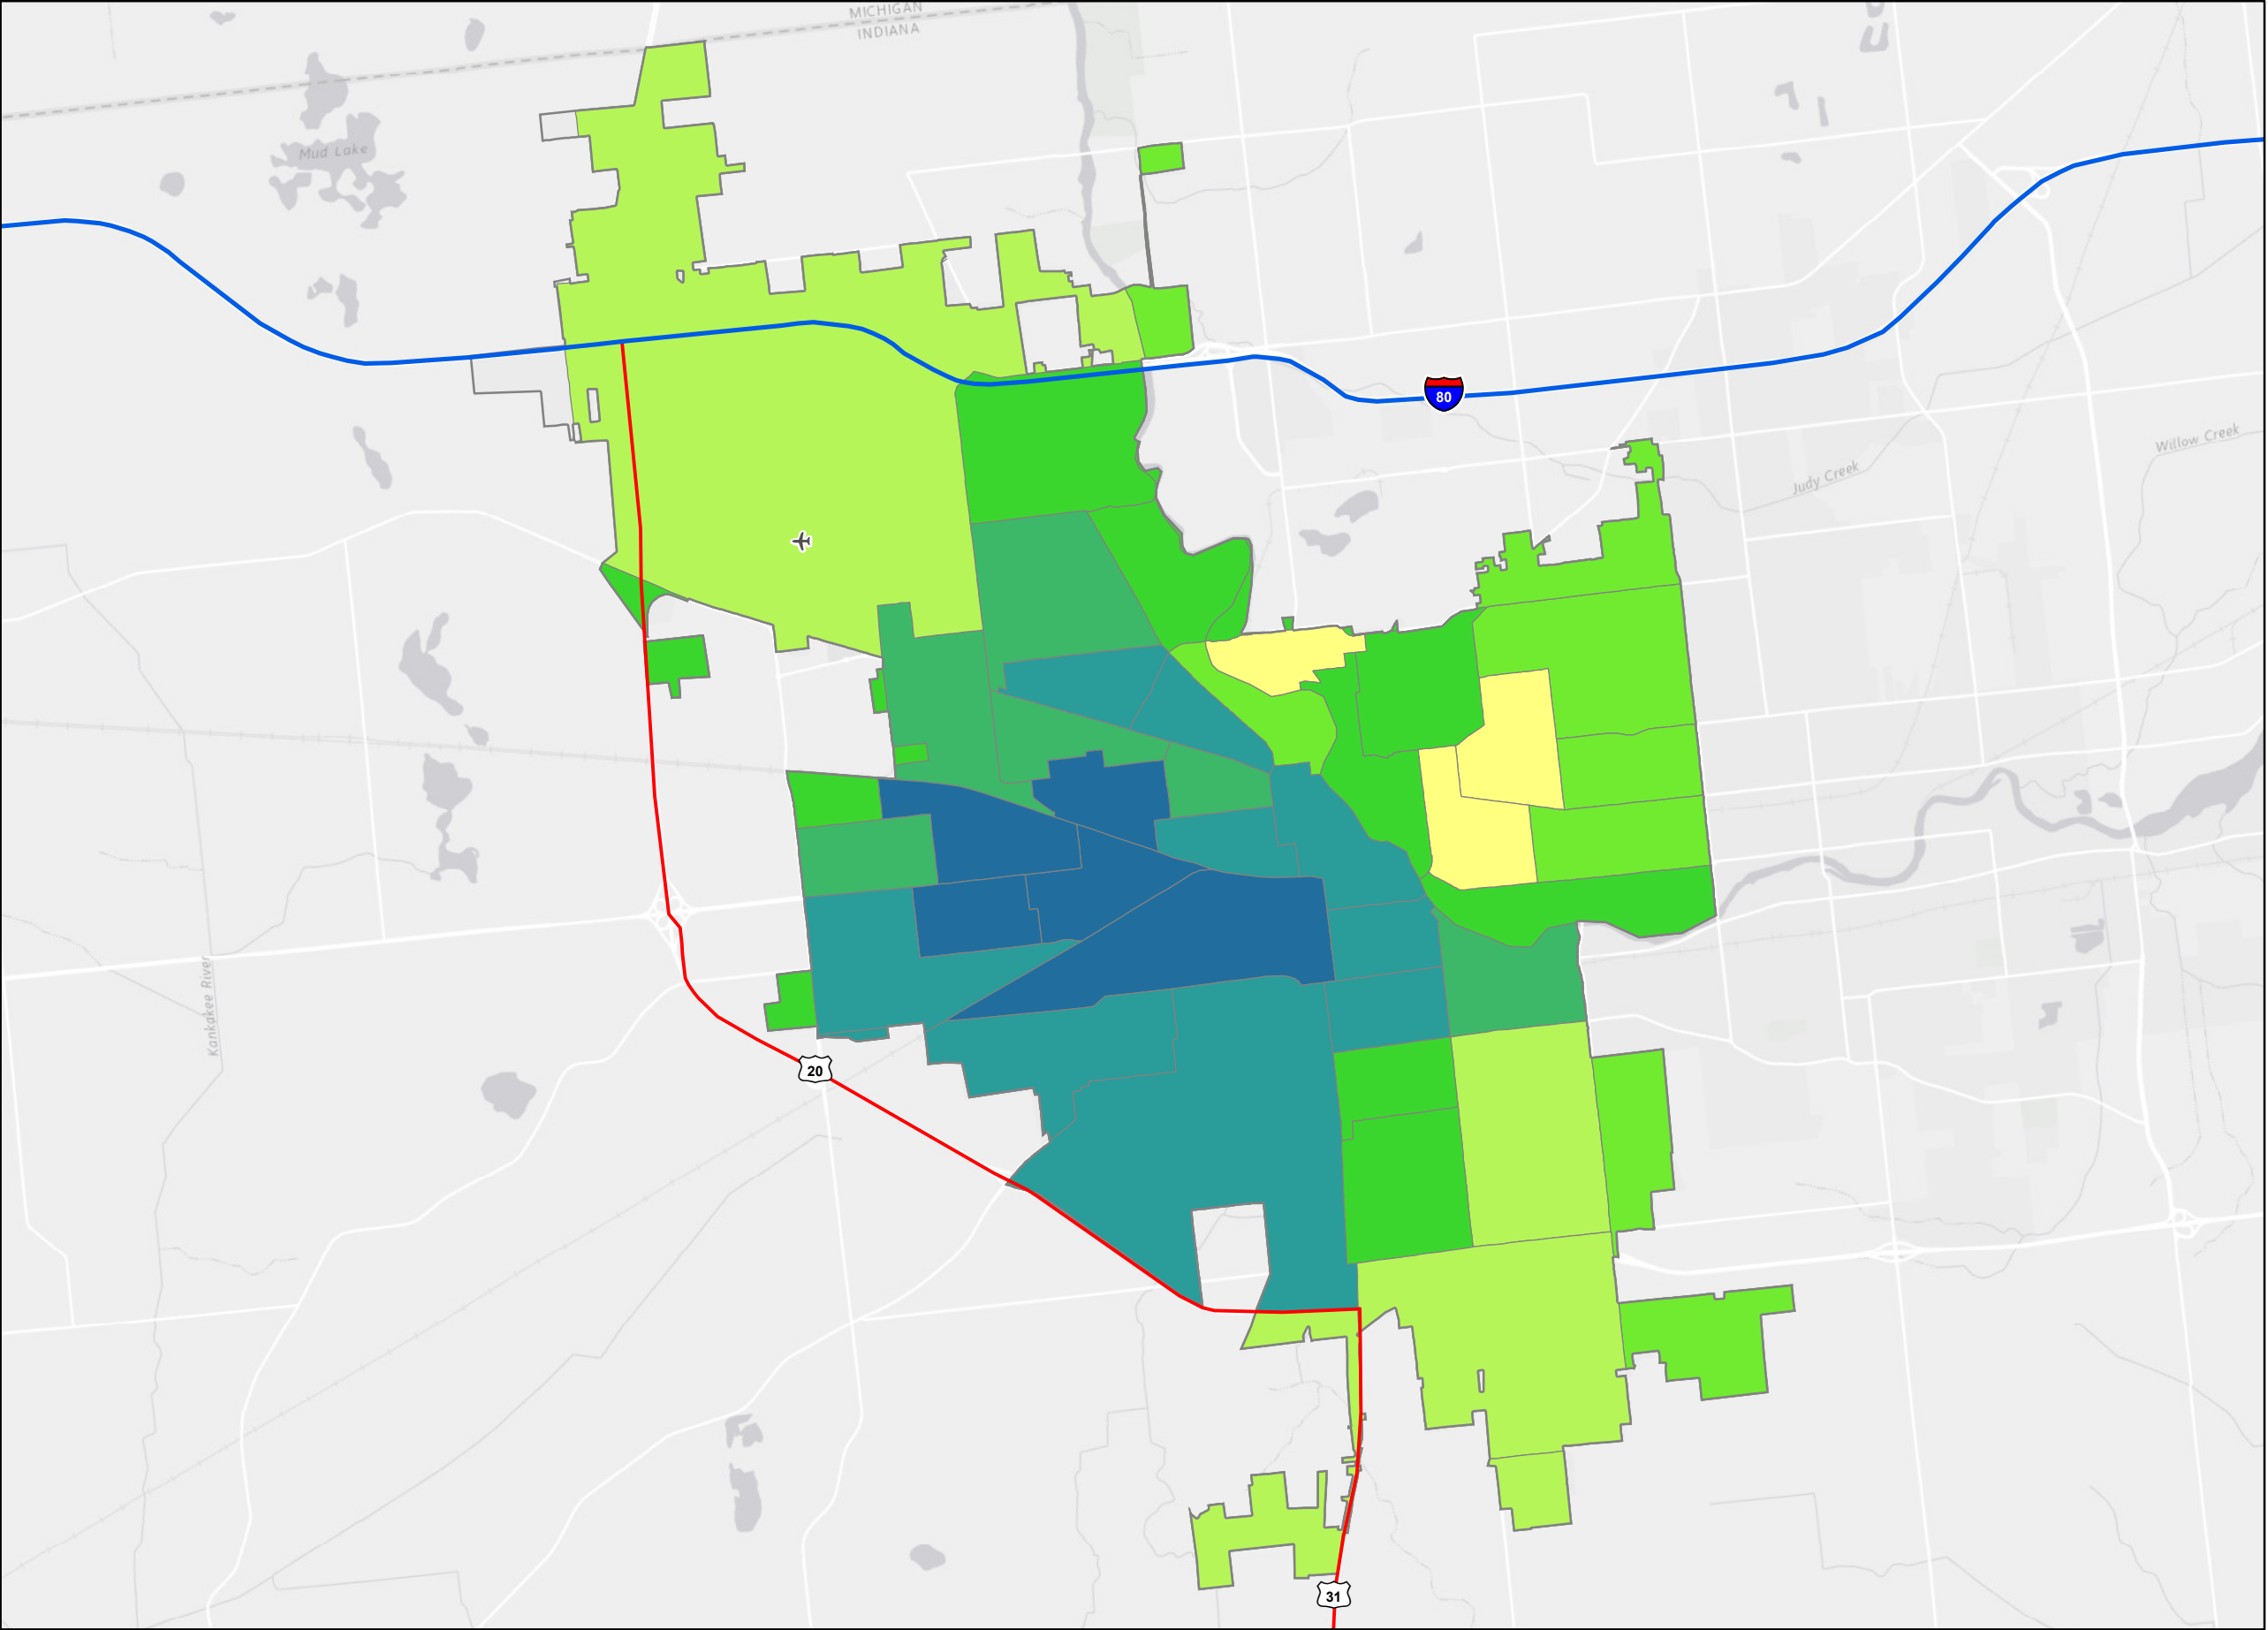 MICHIGAN
INDIANA
Mud Lake
80
Willow Creek
Judy Creek
Kankakee River
20
31